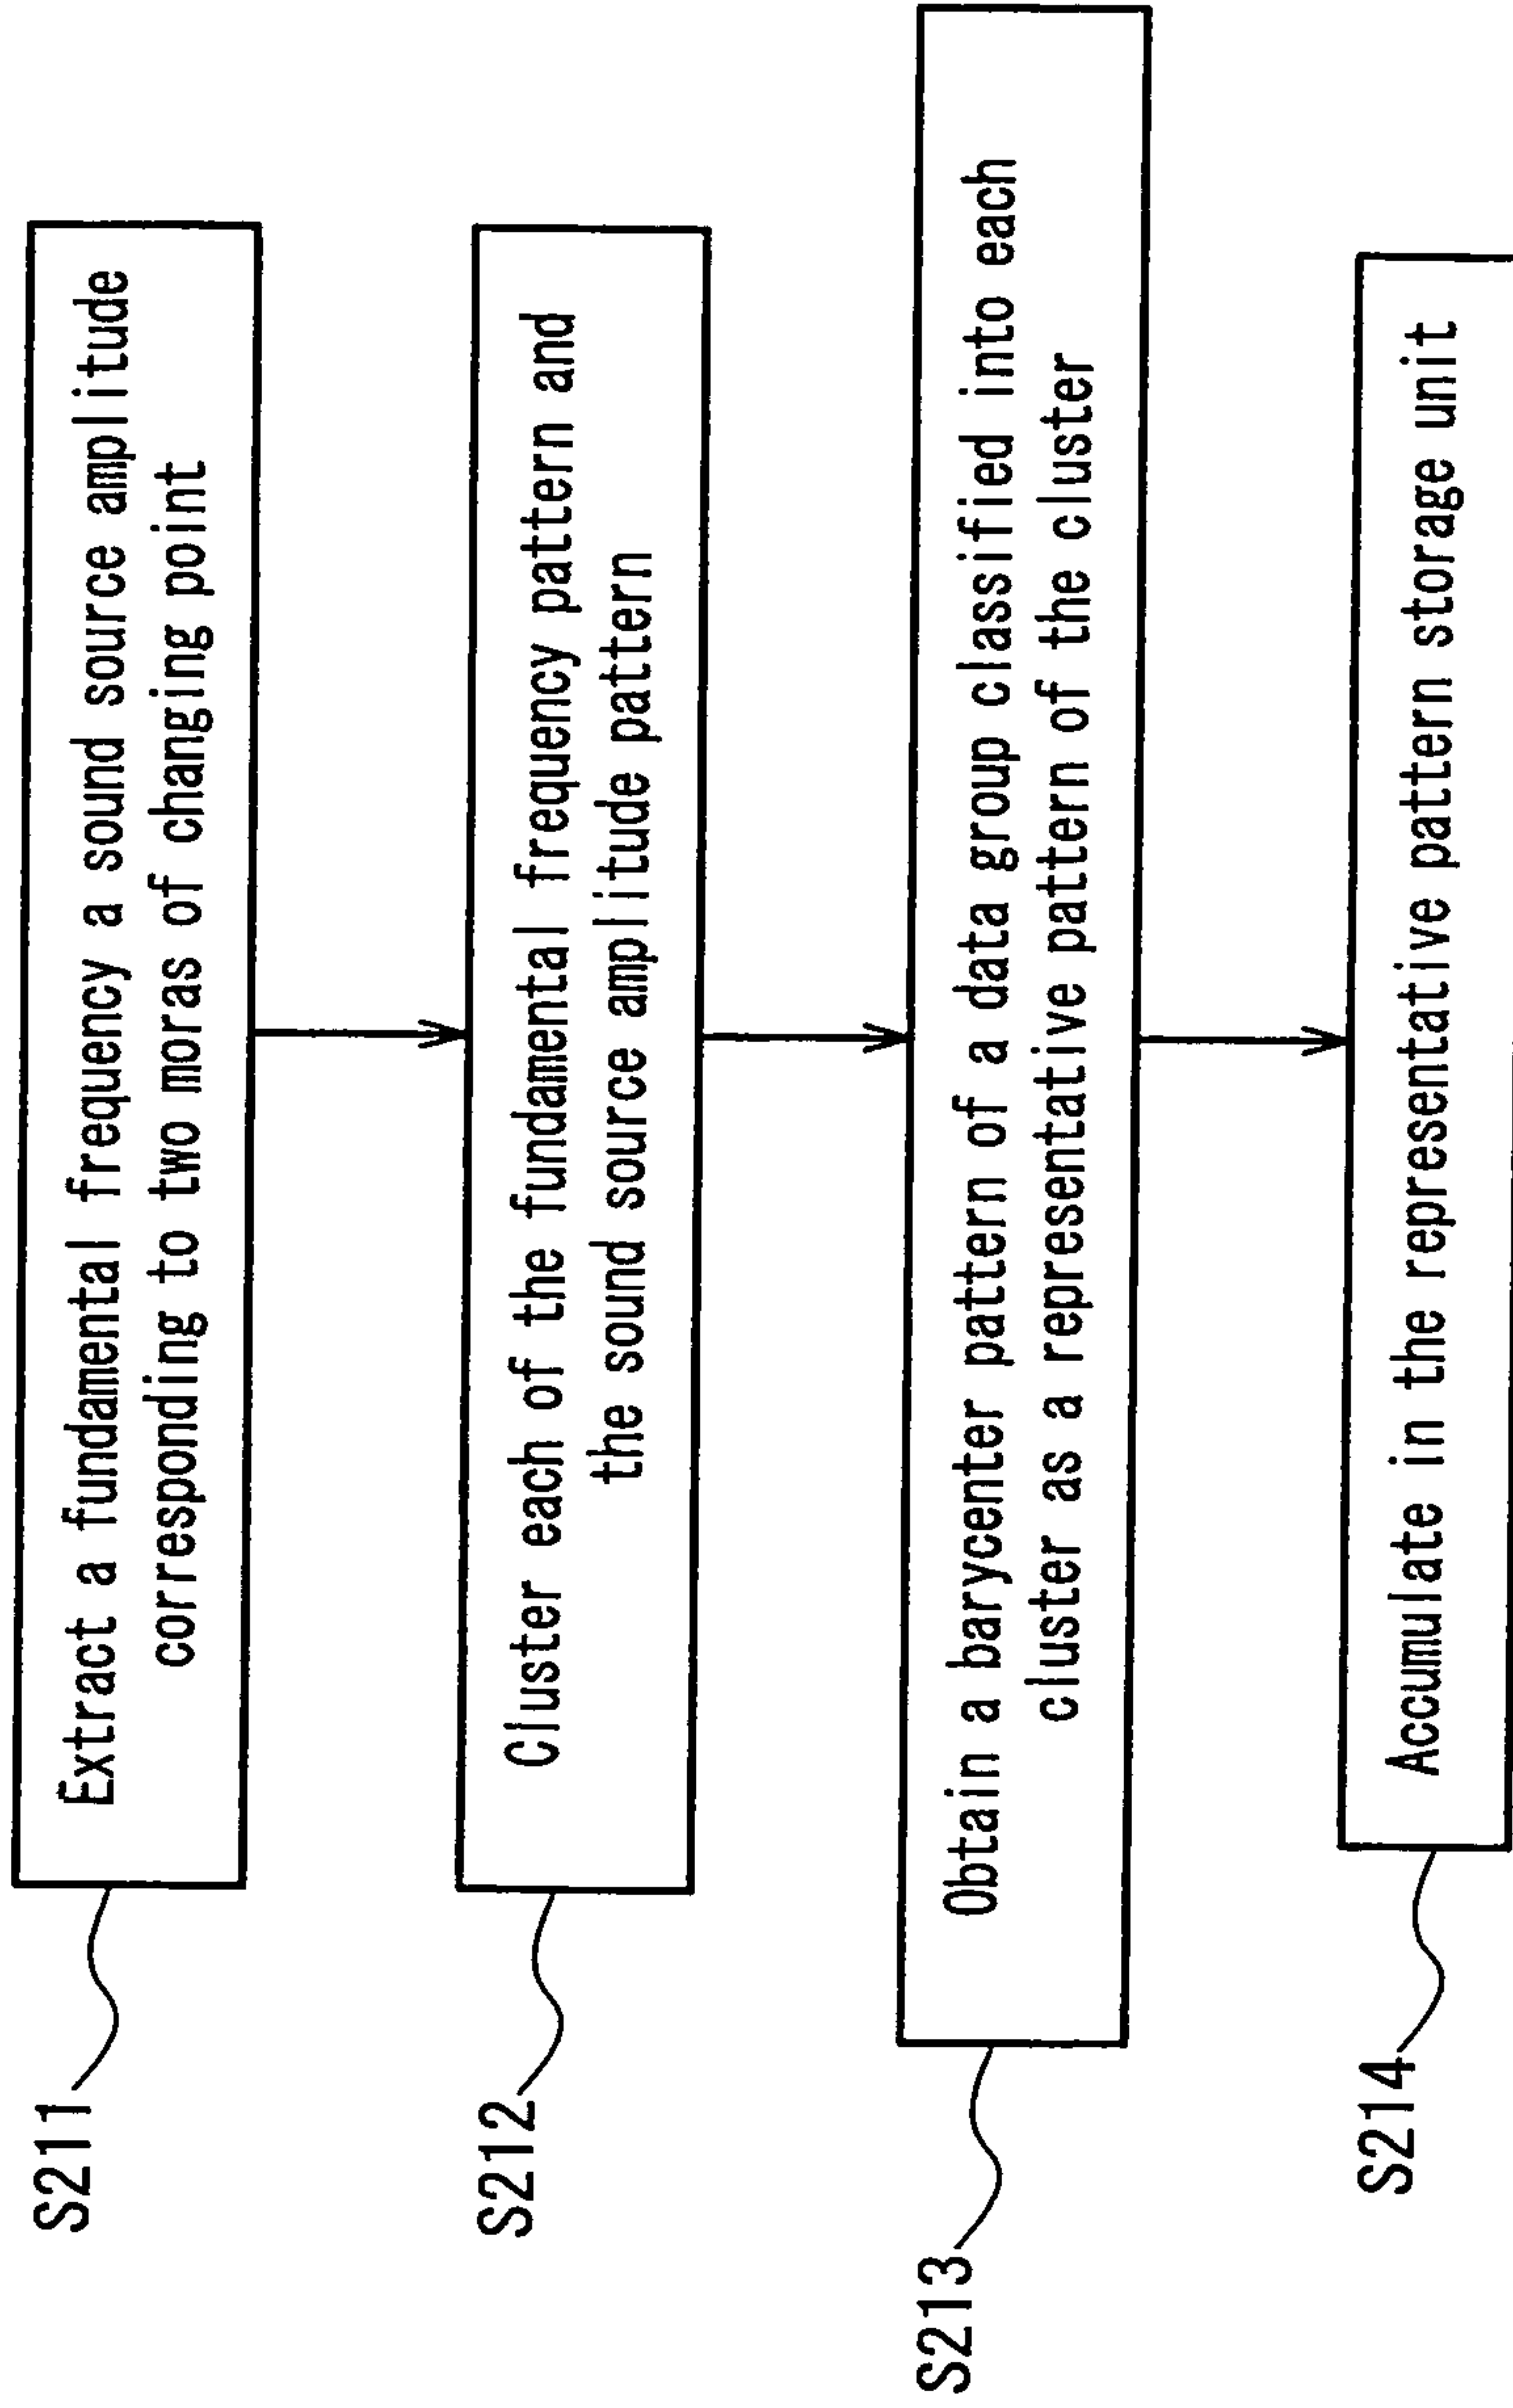 S211
Extract a fundamental frequency a sound source amplitude
corresponding to two moras of changing point
S212
Cluster each of the fundamental frequency pattern and
the sound source amplitude pattern
S213
Obtain a barycenter pattern of a data group classified into each
cluster as a representative pattern of the cluster
S214
Accumulate in the representative pattern storage unit